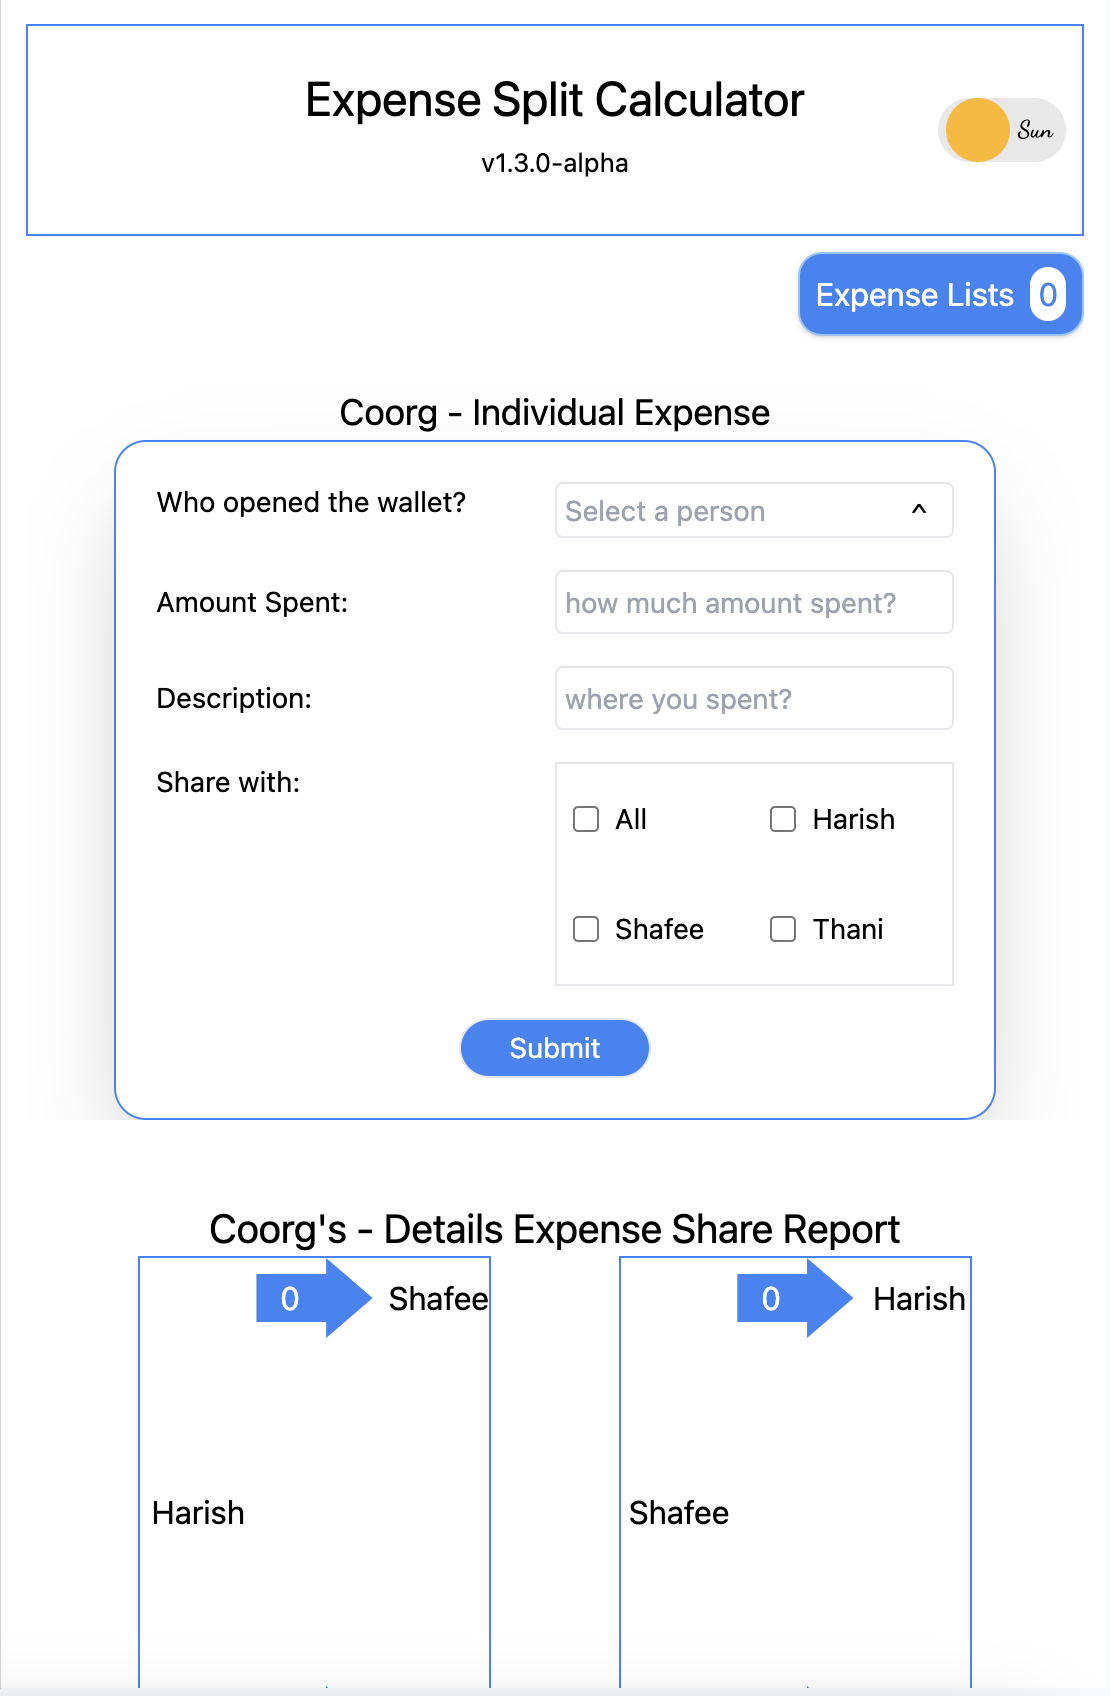 Expense Split Calculator
v1.3.0-alpha
Sun
Expense Lists 0
Coorg - Individual Expense
Who opened the wallet? Select a person ^
Amount Spent: how much amount spent?
Description: where you spent?
Share with:
All Harish
Shafee Thani
Submit
Coorg's - Details Expense Share Report
0 Shafee 0 Harish
Harish Shafee